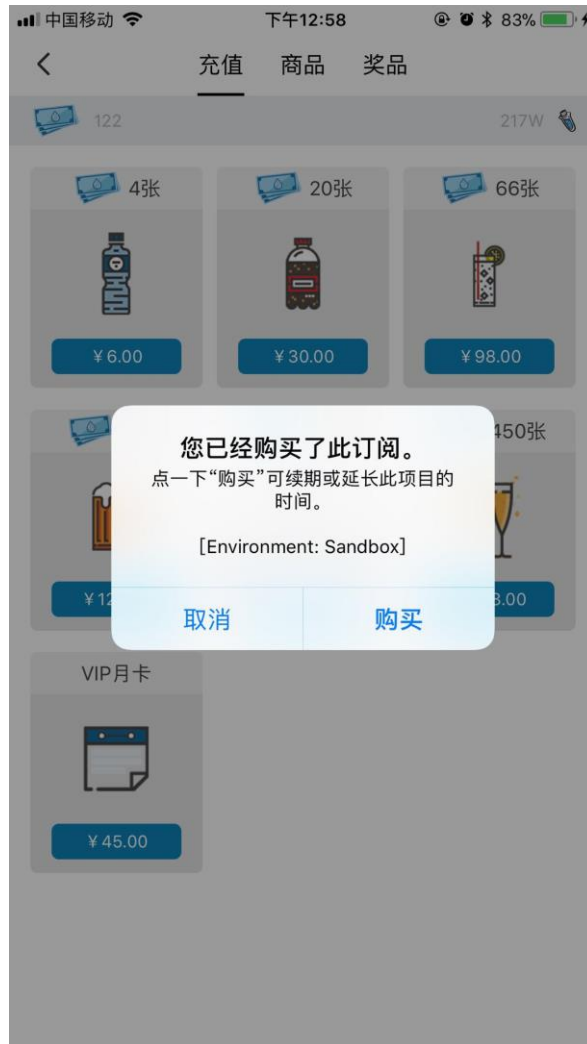 中国移动 下午12:58 83%
充值 商品 奖品
122 217W
4张 20张 66张
¥6.00 ¥30.00 ¥98.00
450张
您已经购买了此订阅。
点一下“购买”可续期或延长此项目的
时间。
[Environment: Sandbox]
取消 购买
VIP月卡
¥45.00